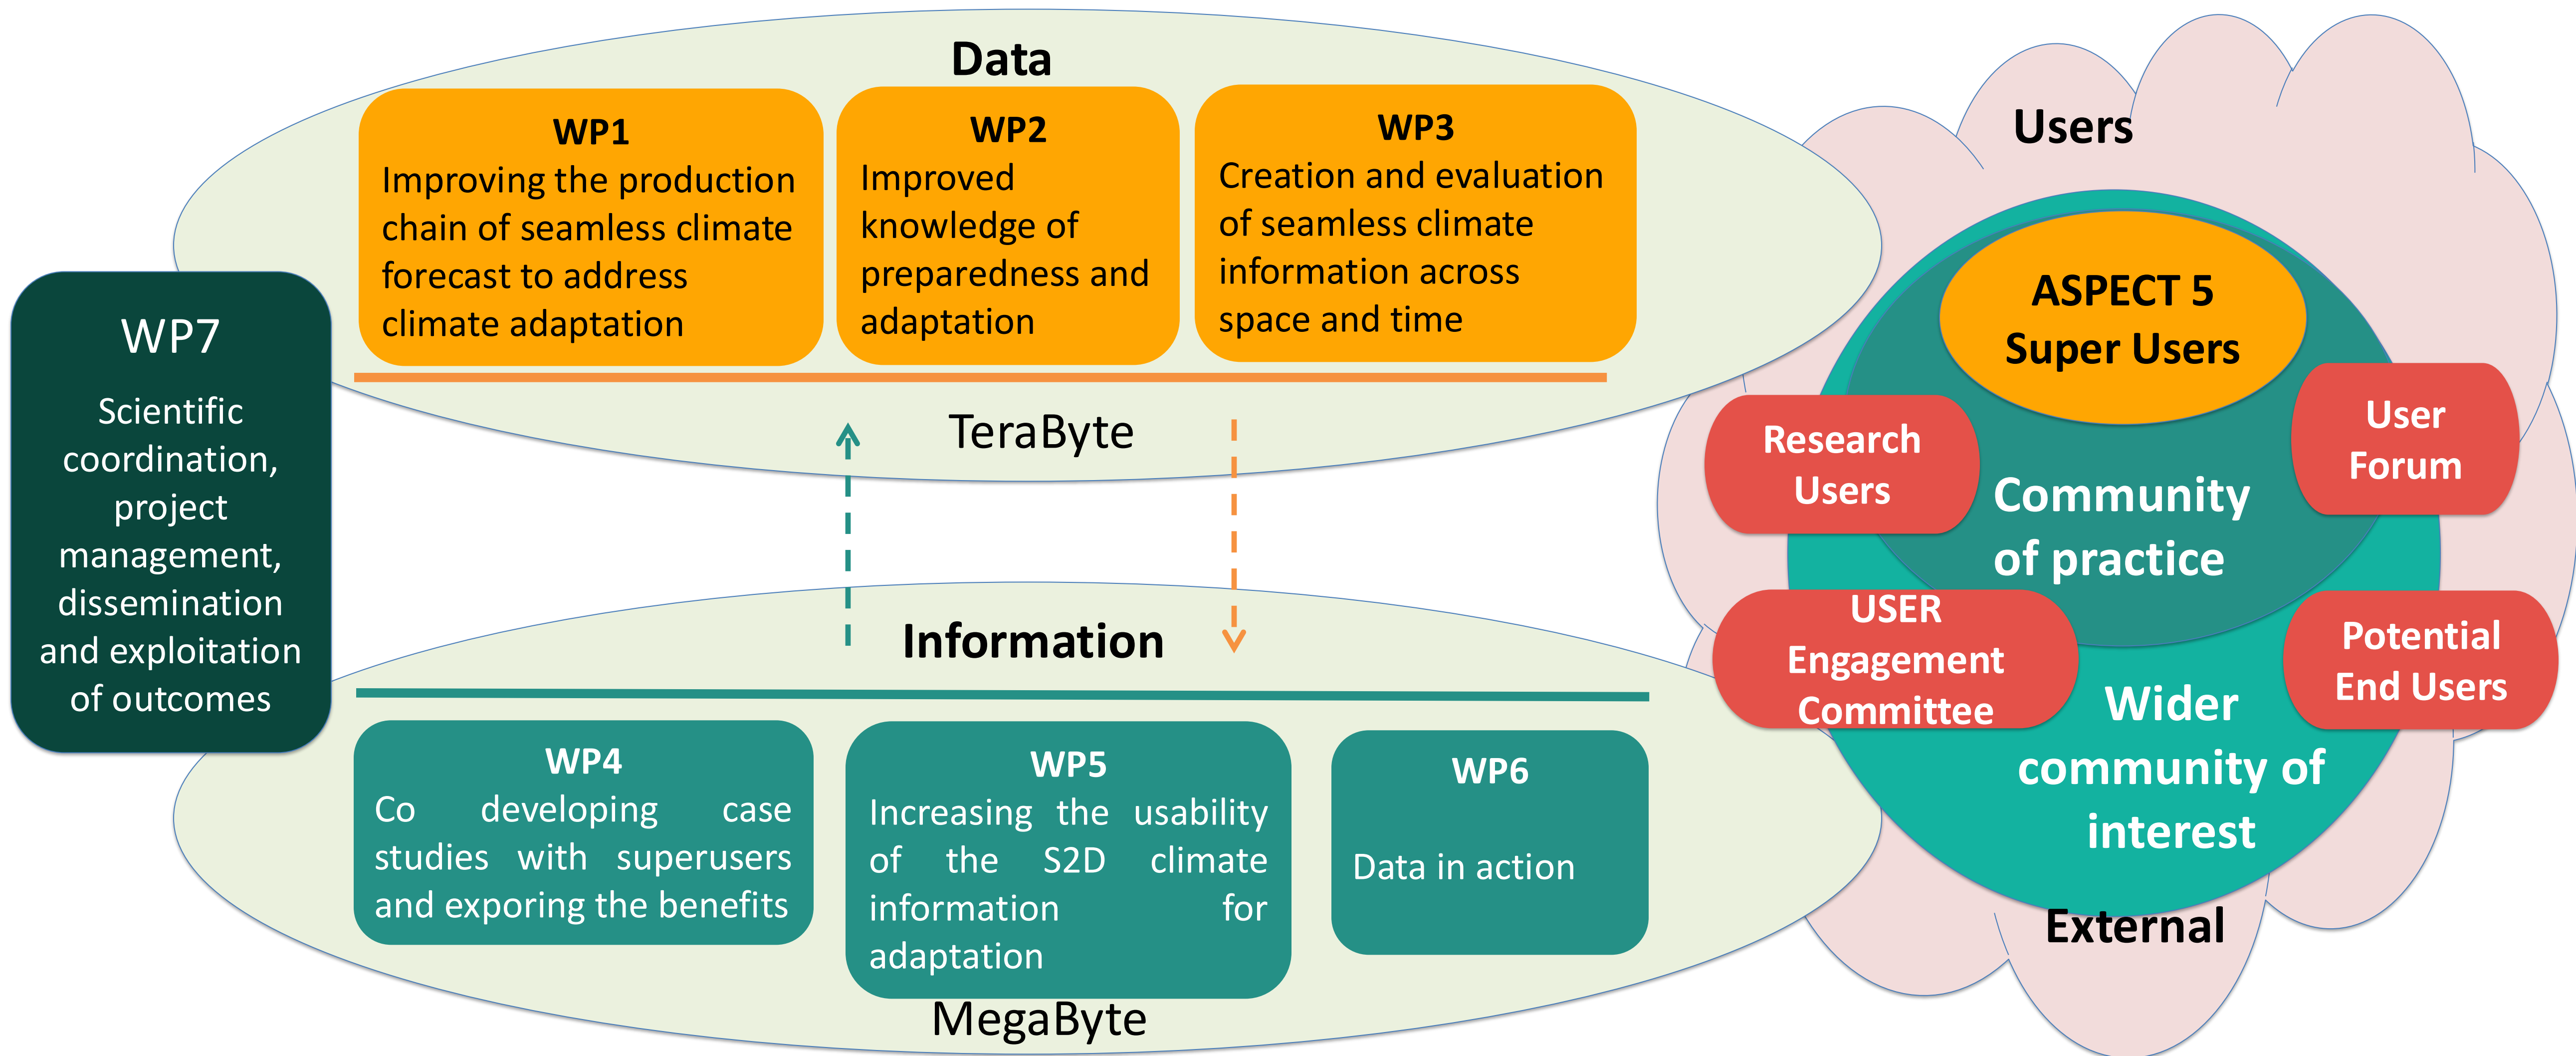 Data
WP1
Improving the production
chain of seamless climate
forecast to address
climate adaptation
WP2
Improved
knowledge of
preparedness and
adaptation
WP3
Creation and evaluation
of seamless climate
information across
space and time
TeraByte
WP7
Scientific
coordination,
project
management,
dissemination
and exploitation
of outcomes
Information
WP4
Co developing case
studies with superusers
and exporing the benefits
WP5
Increasing the usability
of the S2D climate
information for
adaptation
WP6
Data in action
MegaByte
Users
ASPECT 5
Super Users
Research
Users
User
Forum
Community
of practice
USER
Engagement
Committee
Potential
End Users
Wider
community of
interest
External